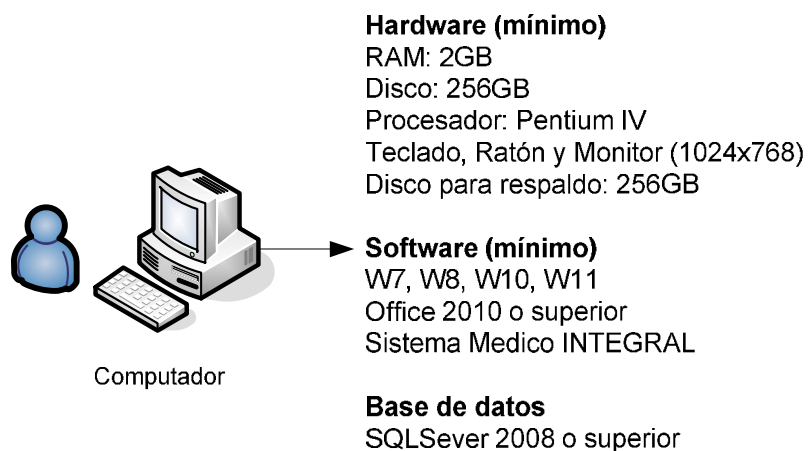 Hardware (mínimo)
RAM: 2GB
Disco: 256GB
Procesador: Pentium IV
Teclado, Ratón y Monitor (1024x768)
Disco para respaldo: 256GB
Software (mínimo)
W7, W8, W10, W11
Office 2010 o superior
Sistema Medico INTEGRAL
Computador
Base de datos
SQLSever 2008 o superior